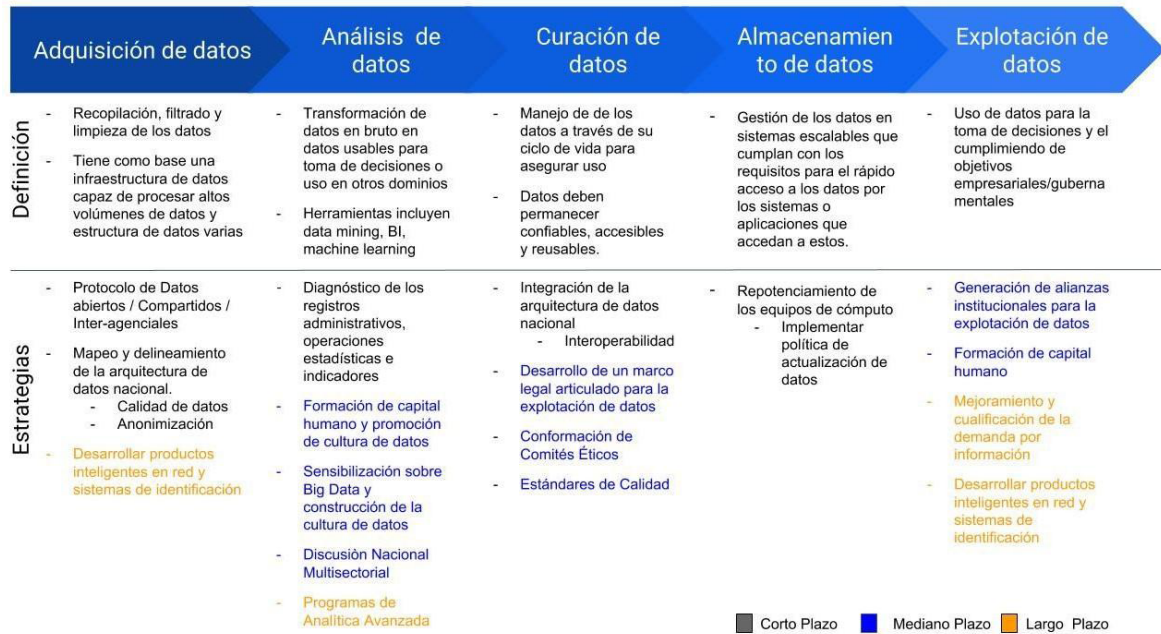 Adquisición de datos
Análisis de
datos
Curación de
datos
Almacenamien
to de datos
Explotación de
datos
Definición
- Recopilación, filtrado y
limpieza de los datos
- Tiene como base una
infraestructura de datos
capaz de procesar altos
volúmenes de datos y
estructura de datos varias
- Transformación de
datos en bruto en
datos usables para
toma de decisiones o
uso en otros dominios
- Herramientas incluyen
data mining, BI,
machine learning
- Manejo de de los
datos a través de su
ciclo de vida para
asegurar uso
- Datos deben
permanecer
confiables, accesibles
y reusables.
- Gestión de los datos en
sistemas escalables que
cumplan con los
requisitos para el rápido
acceso a los datos por
los sistemas o
aplicaciones que
accedan a estos.
- Uso de datos para la
toma de decisiones y el
cumplimiendo de
objetivos
empresariales/guberna
mentales
Estrategias
- Protocolo de Datos
abiertos / Compartidos /
Inter-agenciales
- Mapeo y delineamiento
de la arquitectura de
datos nacional.
- Calidad de datos
- Anonimización
- Desarrollar productos
inteligentes en red y
sistemas de identificación
- Diagnóstico de los
registros
administrativos,
operaciones
estadísticas e
indicadores
- Formación de capital
humano y promoción
de cultura de datos
- Sensibilización sobre
Big Data y
construcción de la
cultura de datos
- Discusiòn Nacional
Multisectorial
- Programas de
Analítica Avanzada
- Integración de la
arquitectura de datos
nacional
- Interoperabilidad
- Desarrollo de un marco
legal articulado para la
explotación de datos
- Conformación de
Comités Éticos
- Estándares de Calidad
- Repotenciamiento de
los equipos de cómputo
- Implementar
política de
actualización de
datos
- Generación de alianzas
institucionales para la
explotación de datos
- Formación de capital
humano
- Mejoramiento y
cualificación de la
demanda por
información
- Desarrollar productos
inteligentes en red y
sistemas de
identificación
Corto Plazo
Mediano Plazo
Largo Plazo